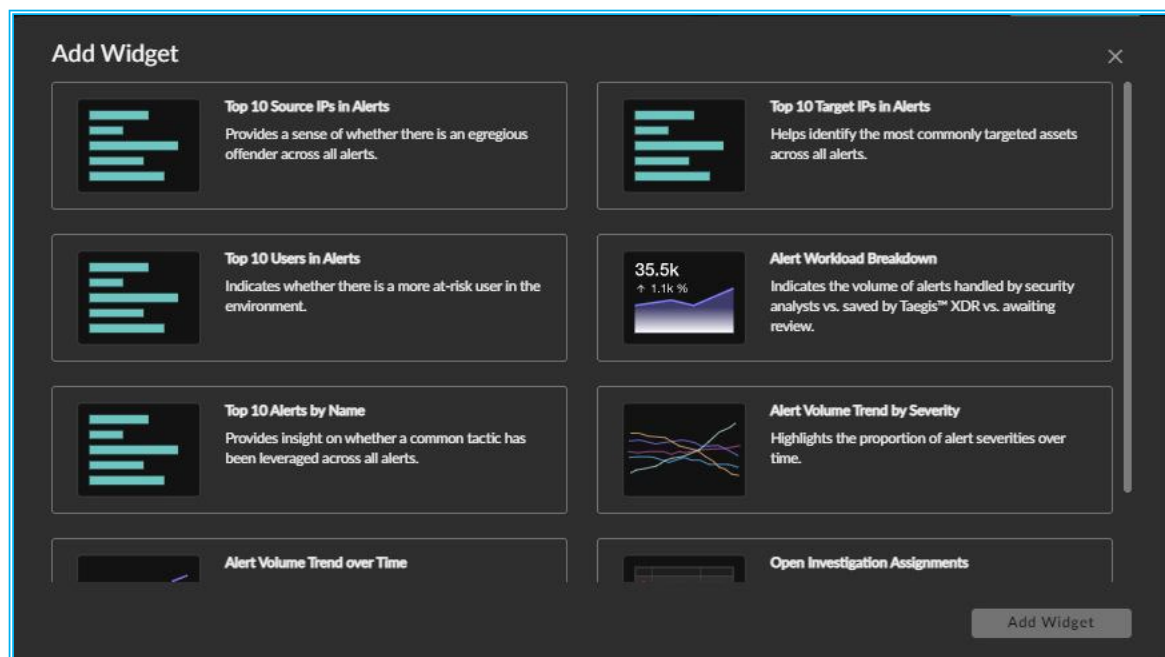 Add Widget
Top 10 Source IPs in Alerts
Provides a sense of whether there is an egregious
offender across all alerts.
Top 10 Target IPs in Alerts
Helps identify the most commonly targeted assets
across all alerts.
Top 10 Users in Alerts
Indicates whether there is a more at-risk user in the
environment.
35.5k
↑ 1.1k %
Alert Workload Breakdown
Indicates the volume of alerts handled by security
analysts vs. saved by Taegis™ XDR vs. awaiting
review.
Top 10 Alerts by Name
Provides insight on whether a common tactic has
been leveraged across all alerts.
Alert Volume Trend by Severity
Highlights the proportion of alert severities over
time.
Alert Volume Trend over Time
Open Investigation Assignments
Add Widget